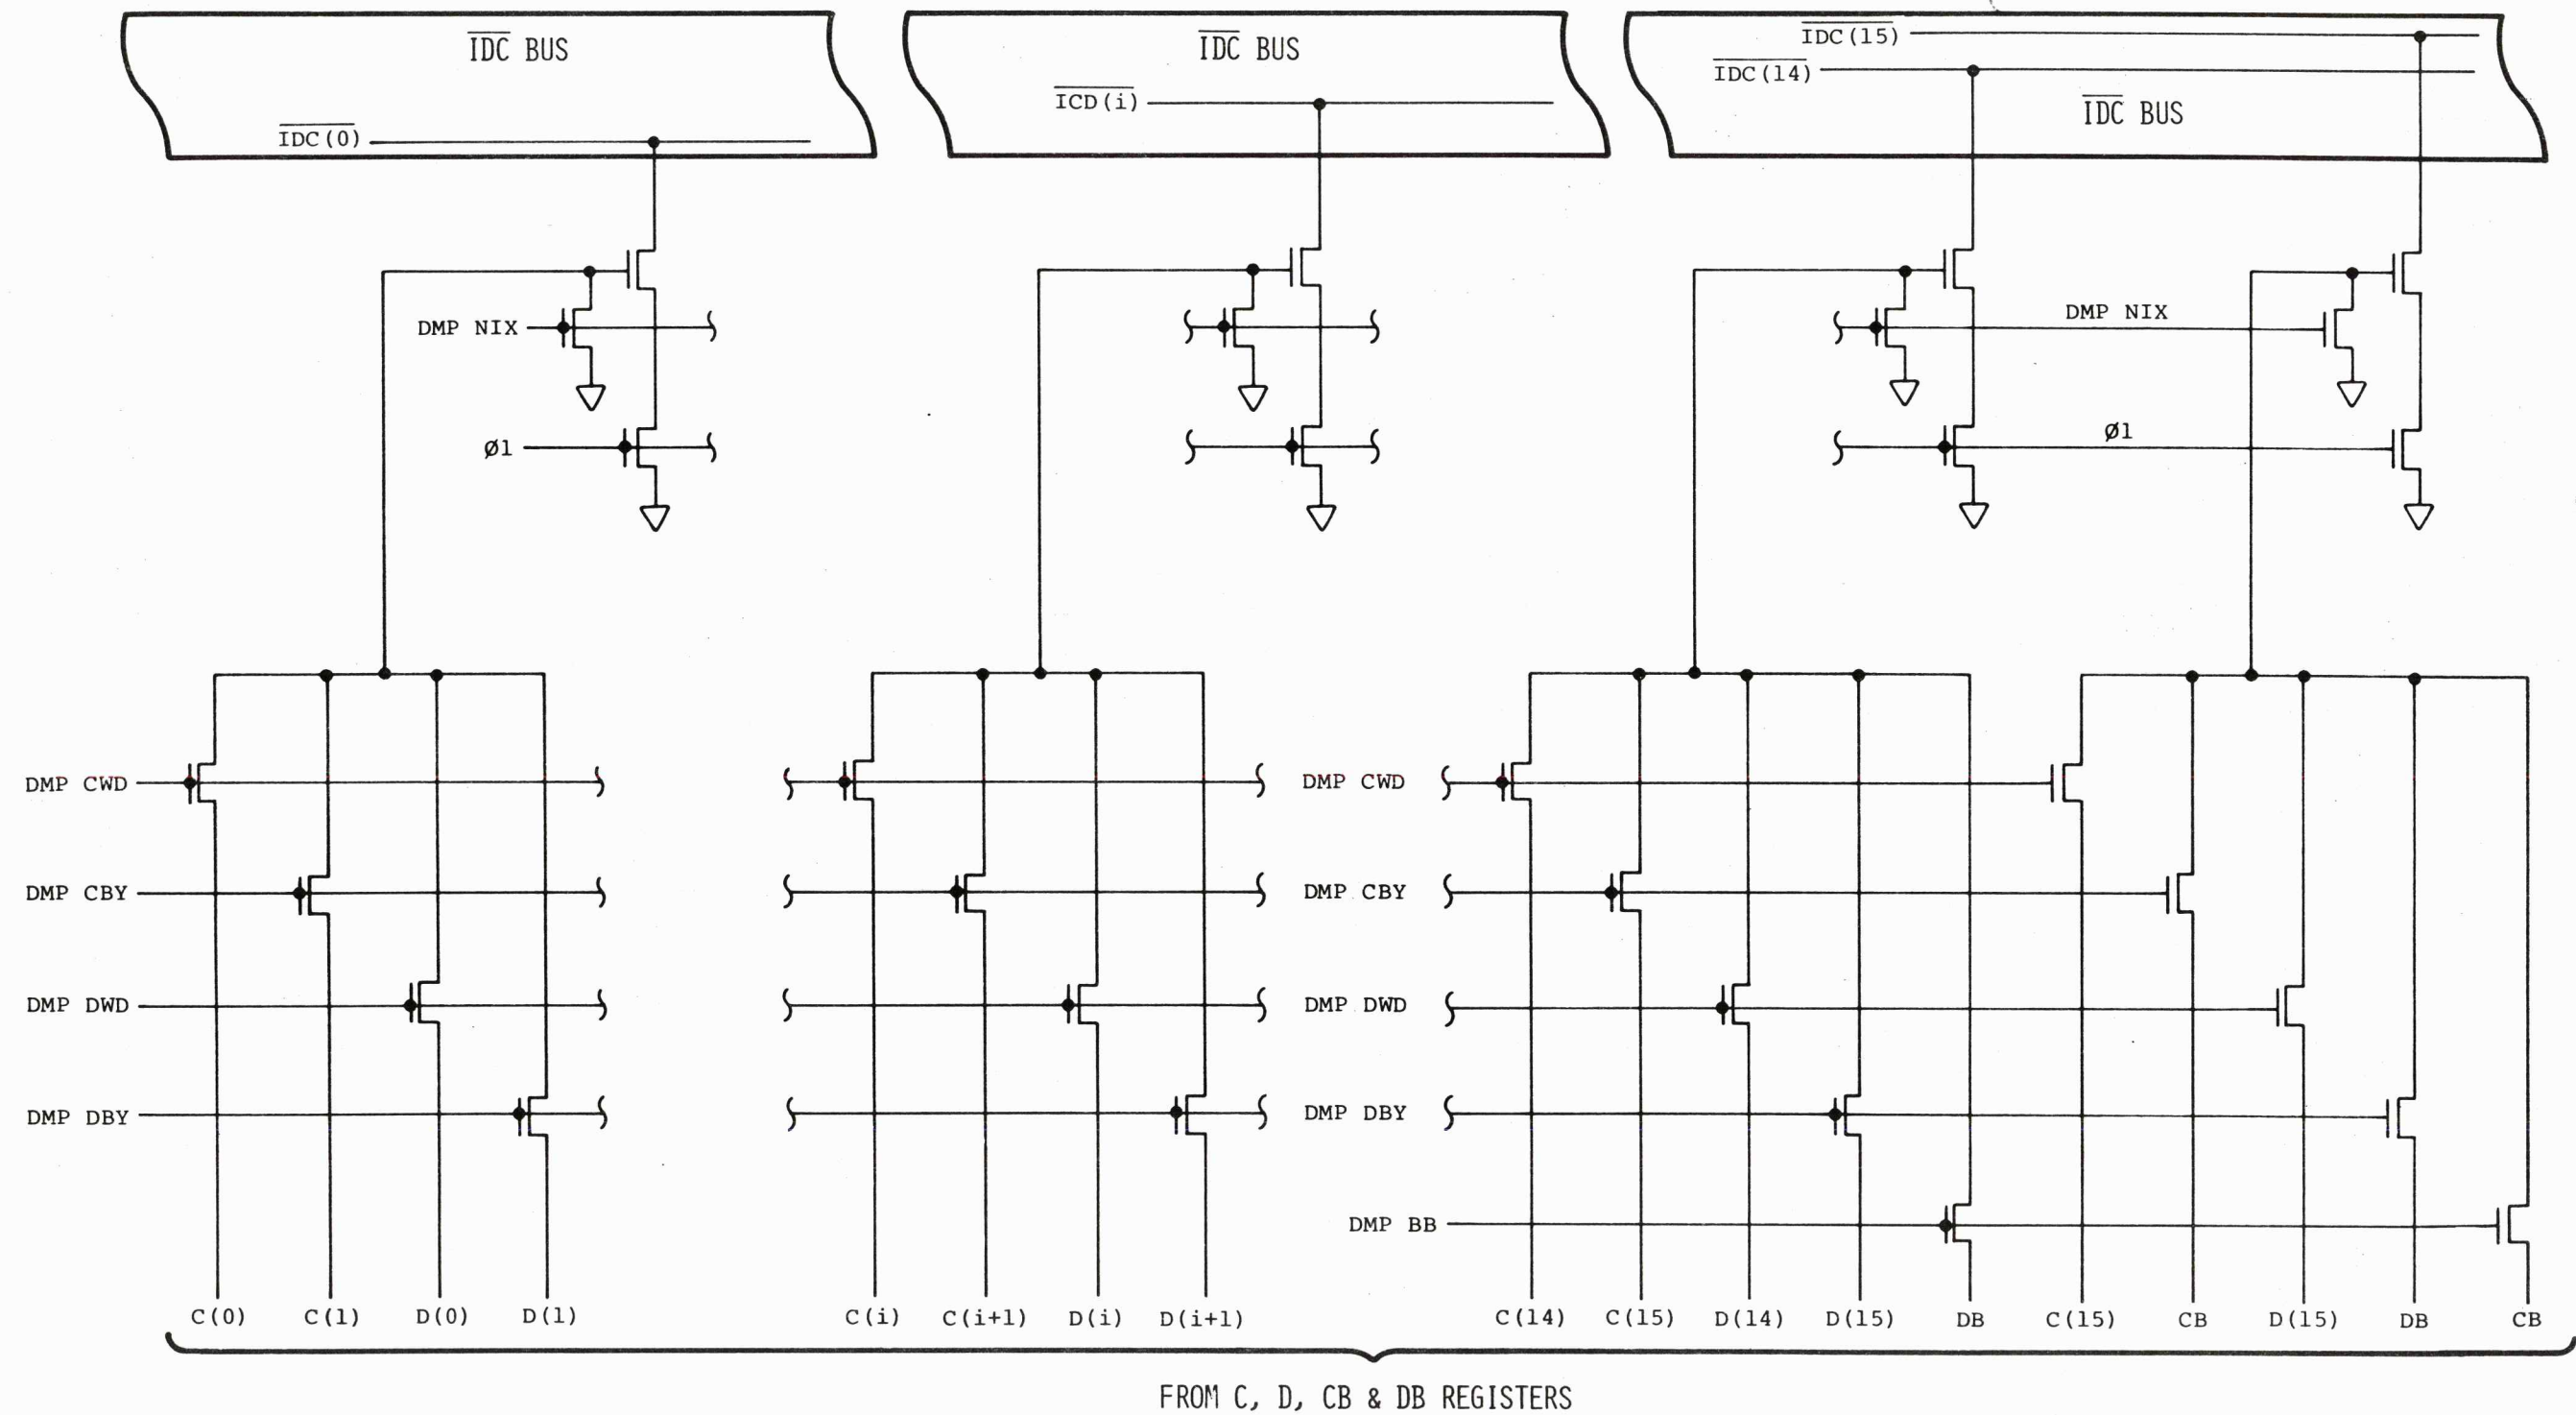 IDC BUS
IDC(0)
IDC BUS
ICD(i)
IDC(15)
IDC(14)
IDC BUS
DMP NIX
DMP NIX
Ø1
Ø1
DMP CWD
DMP CWD
DMP CBY
DMP CBY
DMP DWD
DMP DWD
DMP DBY
DMP DBY
DMP BB
C(0) C(1) D(0) D(1) C(i) C(i+1) D(i) D(i+1) C(14) C(15) D(14) D(15) DB C(15) CB D(15) DB CB
FROM C, D, CB & DB REGISTERS